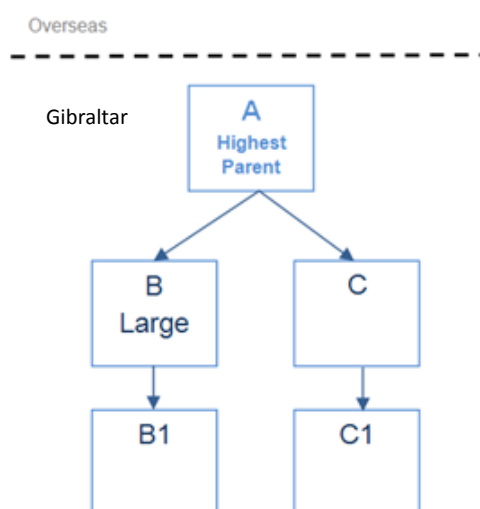 Overseas
Gibraltar
A
Highest
Parent
B
Large
C
B1
C1